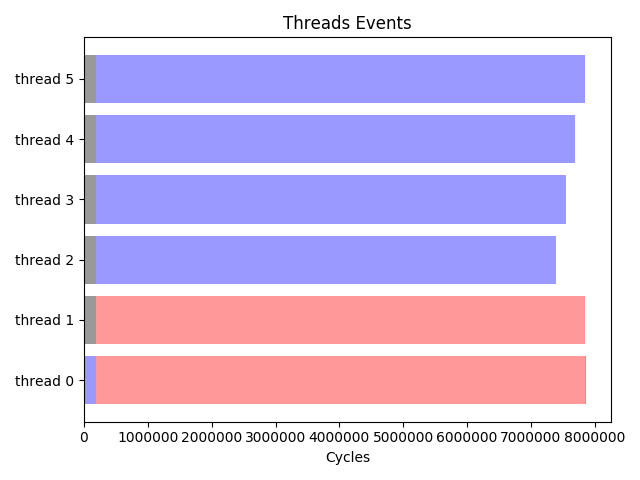 Threads Events
thread 5
thread 4
thread 3
thread 2
thread 1
thread 0
0 1000000 2000000 3000000 4000000 5000000 6000000 7000000 8000000
Cycles